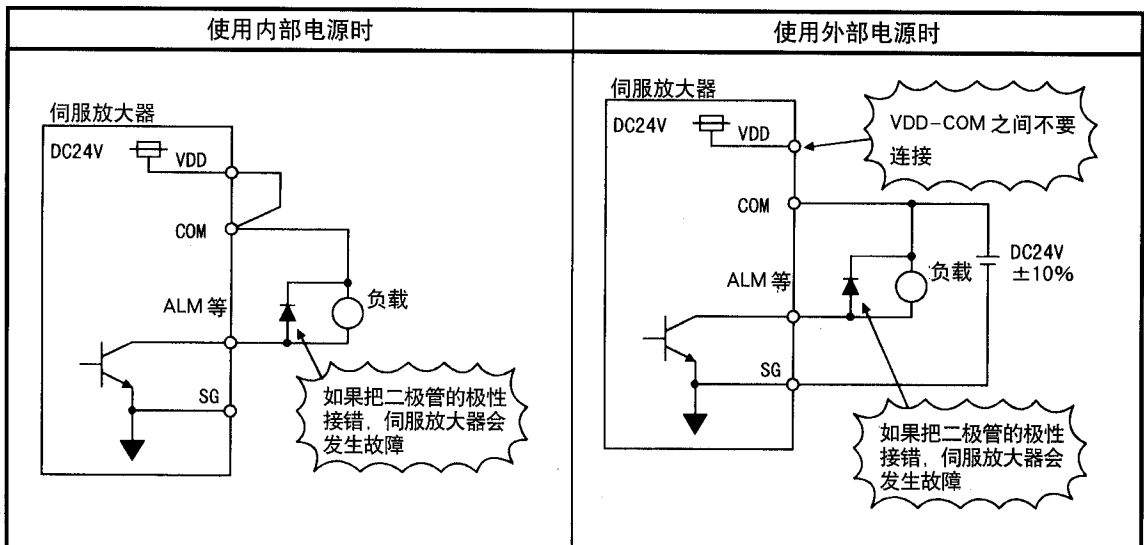 使用内部电源时
伺服放大器
DC24V
VDD
COM
ALM 等
负载
SG
如果把二极管的极性
接错, 伺服放大器会
发生故障
使用外部电源时
伺服放大器
DC24V
VDD
VDD-COM 之间不要
连接
COM
DC24V
±10%
负载
ALM 等
SG
如果把二极管的极性
接错, 伺服放大器会
发生故障